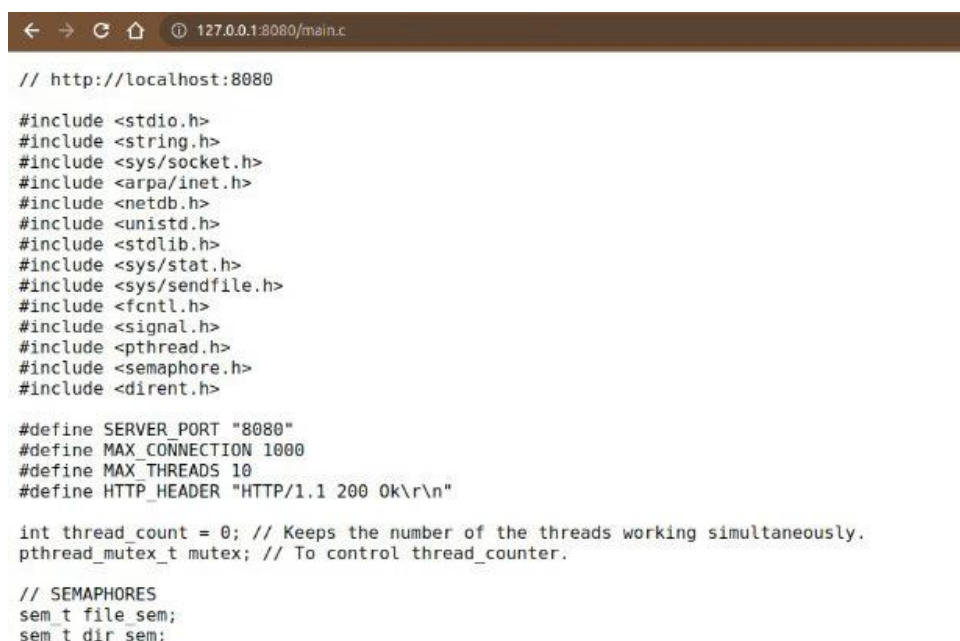 127.0.0.1:8080/main.c
// http://localhost:8080
#include <stdio.h>
#include <string.h>
#include <sys/socket.h>
#include <arpa/inet.h>
#include <netdb.h>
#include <unistd.h>
#include <stdlib.h>
#include <sys/stat.h>
#include <sys/sendfile.h>
#include <fcntl.h>
#include <signal.h>
#include <pthread.h>
#include <semaphore.h>
#include <dirent.h>
#define SERVER_PORT "8080"
#define MAX_CONNECTION 1000
#define MAX_THREADS 10
#define HTTP_HEADER "HTTP/1.1 200 Ok\r\n"
int thread_count = 0; // Keeps the number of the threads working simultaneously.
pthread_mutex_t mutex; // To control thread_counter.
// SEMAPHORES
sem_t file_sem;
sem_t dir_sem;